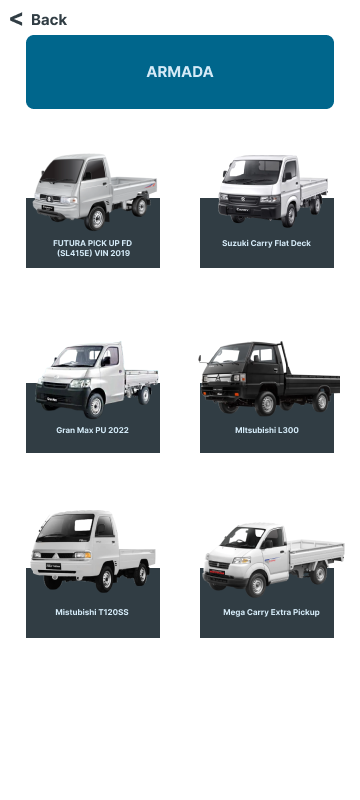 < Back
ARMADA
FUTURA PICK UP FD
(SL415E) VIN 2019
Suzuki Carry Flat Deck
Gran Max PU 2022
MItsubishi L300
Mistubishi T120SS
Mega Carry Extra Pickup